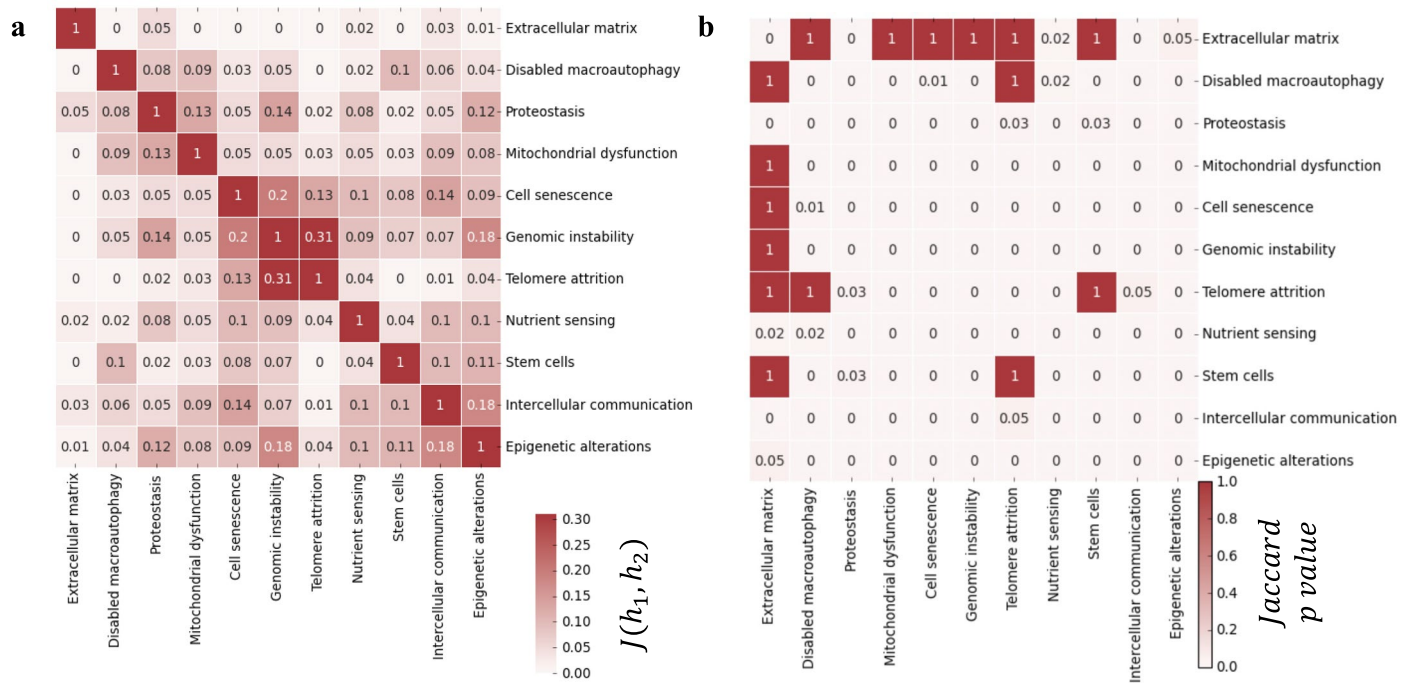 a
1 0 0.05 0 0 0 0 0.02 0 0.03 0.01 Extracellular matrix
0 1 0.08 0.09 0.03 0.05 0 0.02 0.1 0.06 0.04 Disabled macroautophagy
0.05 0.08 1 0.13 0.05 0.14 0.02 0.08 0.02 0.05 0.12 Proteostasis
0 0.09 0.13 1 0.05 0.05 0.03 0.05 0.03 0.09 0.08 Mitochondrial dysfunction
0 0.03 0.05 0.05 1 0.2 0.13 0.1 0.08 0.14 0.09 Cell senescence
0 0.05 0.14 0.05 0.2 1 0.31 0.09 0.07 0.07 0.18 Genomic instability
0 0 0.02 0.03 0.13 0.31 1 0.04 0 0.01 0.04 Telomere attrition
0.02 0.02 0.08 0.05 0.1 0.09 0.04 1 0.04 0.1 0.1 Nutrient sensing
0 0.1 0.02 0.03 0.08 0.07 0 0.04 1 0.1 0.11 Stem cells
0.03 0.06 0.05 0.09 0.14 0.07 0.01 0.1 0.1 1 0.18 Intercellular communication
0.01 0.04 0.12 0.08 0.09 0.18 0.04 0.1 0.11 0.18 1 Epigenetic alterations
Extracellular matrix
Disabled macroautophagy
Proteostasis
Mitochondrial dysfunction
Cell senescence
Genomic instability
Telomere attrition
Nutrient sensing
Stem cells
Intercellular communication
Epigenetic alterations
0.30
0.25
0.20
0.15
0.10
0.05
0.00
J(h₁, h₂)
b
0 1 0 1 1 1 1 0.02 1 0 0.05 Extracellular matrix
1 0 0 0 0.01 0 1 0.02 0 0 0 Disabled macroautophagy
0 0 0 0 0 0 0.03 0 0.03 0 0 Proteostasis
1 0 0 0 0 0 0 0 0 0 0 Mitochondrial dysfunction
1 0.01 0 0 0 0 0 0 0 0 0 Cell senescence
1 0 0 0 0 0 0 0 0 0 0 Genomic instability
1 1 0.03 0 0 0 0 0 1 0.05 0 Telomere attrition
0.02 0.02 0 0 0 0 0 0 0 0 0 Nutrient sensing
1 0 0.03 0 0 0 1 0 0 0 0 Stem cells
0 0 0 0 0 0 0.05 0 0 0 0 Intercellular communication
0.05 0 0 0 0 0 0 0 0 0 0 Epigenetic alterations
Extracellular matrix
Disabled macroautophagy
Proteostasis
Mitochondrial dysfunction
Cell senescence
Genomic instability
Telomere attrition
Nutrient sensing
Stem cells
Intercellular communication
Epigenetic alterations
1.0
0.8
0.6
0.4
0.2
0.0
Jaccard
p value